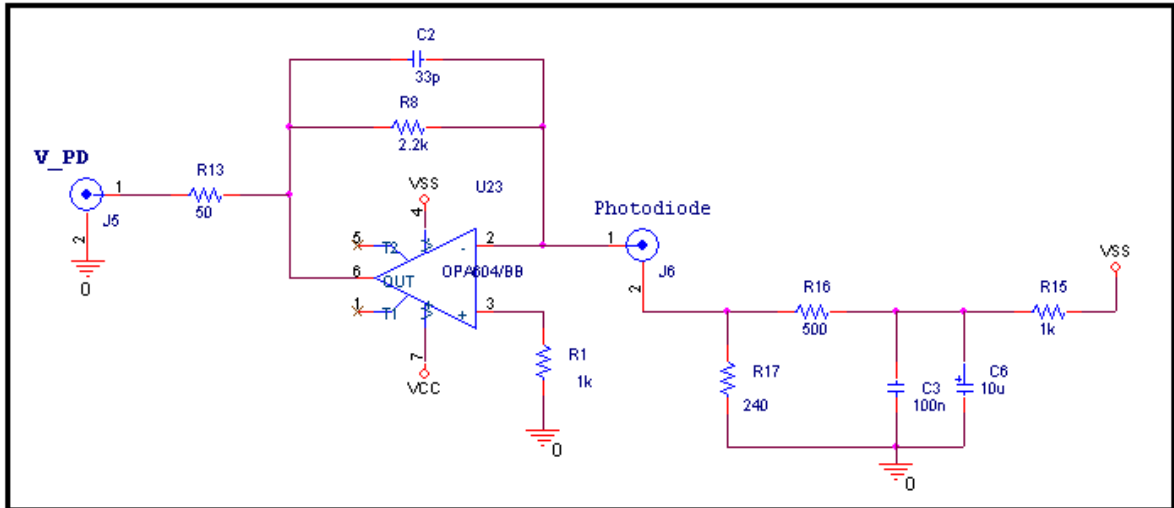 C2
33p
R8
2.2k
V_PD
1
R13
50
J5
2
0
VSS
4
U23
5
T2
2
-
6
OUT
OPA604/BB
1
T1
3
+
7
VCC
R1
1k
0
Photodiode
1
J6
2
R16
500
VSS
R15
1k
R17
240
C3
100n
+
C6
10u
0